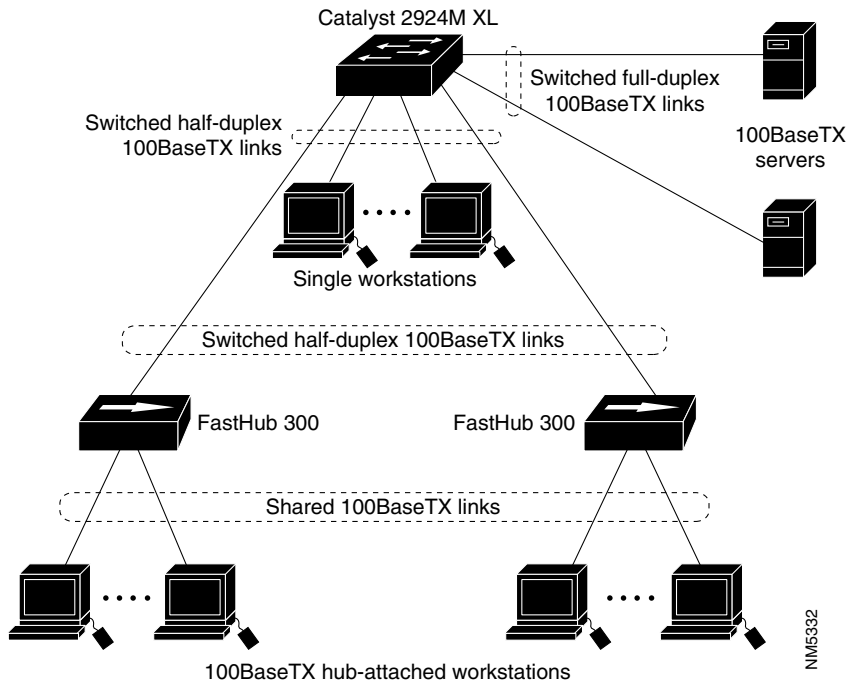 Catalyst 2924M XL
Switched full-duplex
100BaseTX links
Switched half-duplex
100BaseTX links
100BaseTX
servers
Single workstations
Switched half-duplex 100BaseTX links
FastHub 300
FastHub 300
Shared 100BaseTX links
NM5332
100BaseTX hub-attached workstations